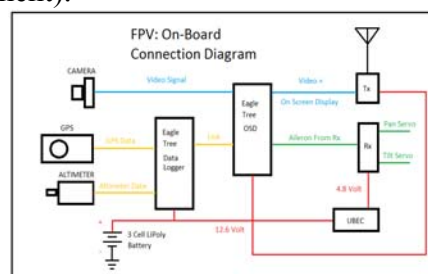 ment).
FPV: On-Board
Connection Diagram
CAMERA
Video Signal
Video +
On Screen Display
Tx
Eagle
Tree
OSD
GPS
GPS Data
Eagle
Tree
Data
Logger
Link
Aileron From Rx
Rx
Pan Servo
Tilt Servo
ALTIMETER
Altimeter Data
4.8 Volt
UBEC
+
12.6 Volt
3 Cell LiPoly
Battery
-